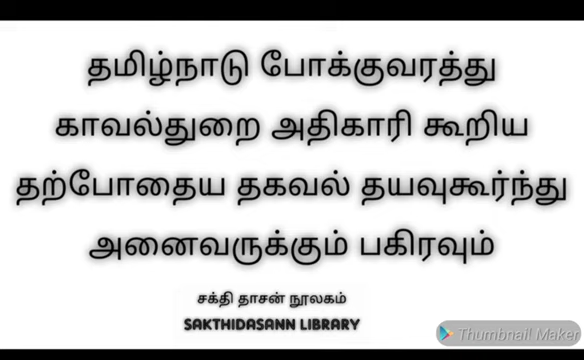 தமிழ்நாடு போக்குவரத்து
காவல்துறை அதிகாரி கூறிய
தற்போதைய தகவல் தயவுகூர்ந்து
அனைவருக்கும் பகிரவும்
சக்தி தாசன் நூலகம்
SAKTHIDASANN LIBRARY
Thumbnail Maker